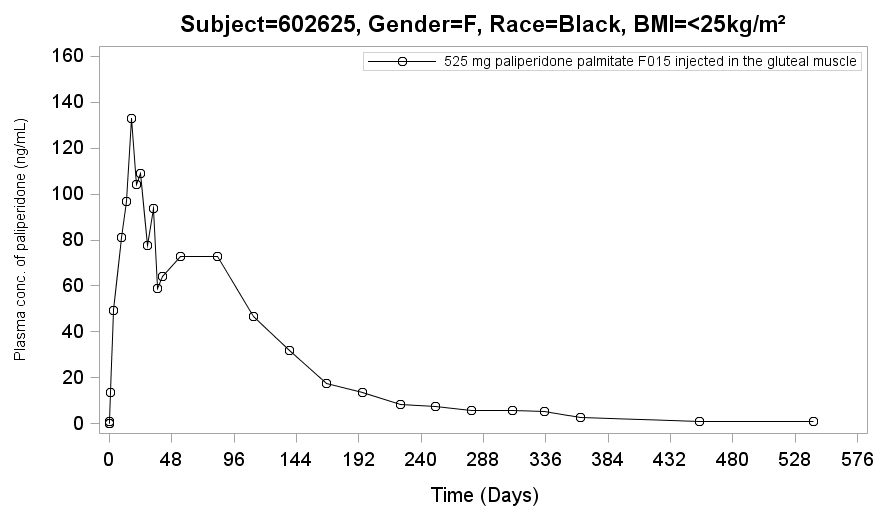 Subject=602625, Gender=F, Race=Black, BMI=<25kg/m²
525 mg paliperidone palmitate F015 injected in the gluteal muscle
Plasma conc. of paliperidone (ng/mL)
160
140
120
100
80
60
40
20
0
0 48 96 144 192 240 288 336 384 432 480 528 576
Time (Days)